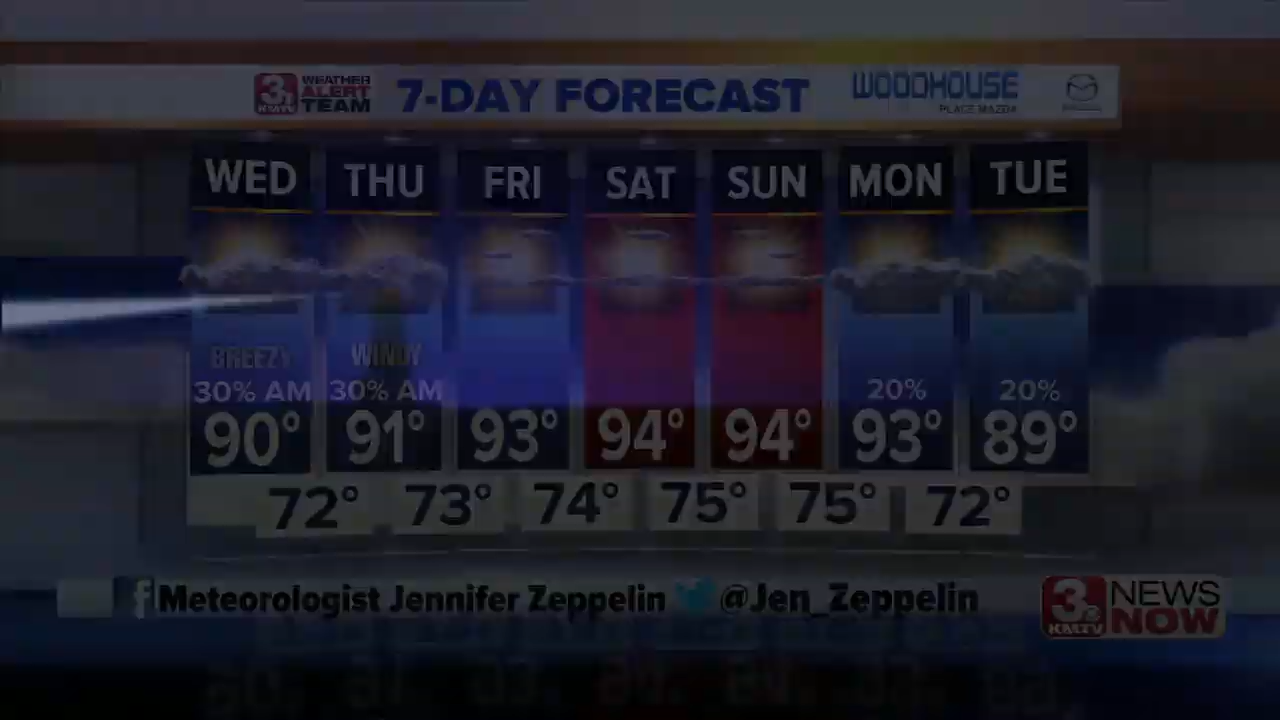 3 KMTV WEATHER ALERT TEAM 7-DAY FORECAST WOODHOUSE PLACE MAZDA
WED THU FRI SAT SUN MON TUE
BREEZY WINDY
30% AM 30% AM 20% 20%
90° 91° 93° 94° 94° 93° 89°
72° 73° 74° 75° 75° 72°
Meteorologist Jennifer Zeppelin @Jen_Zeppelin
3 KMTV NEWS NOW